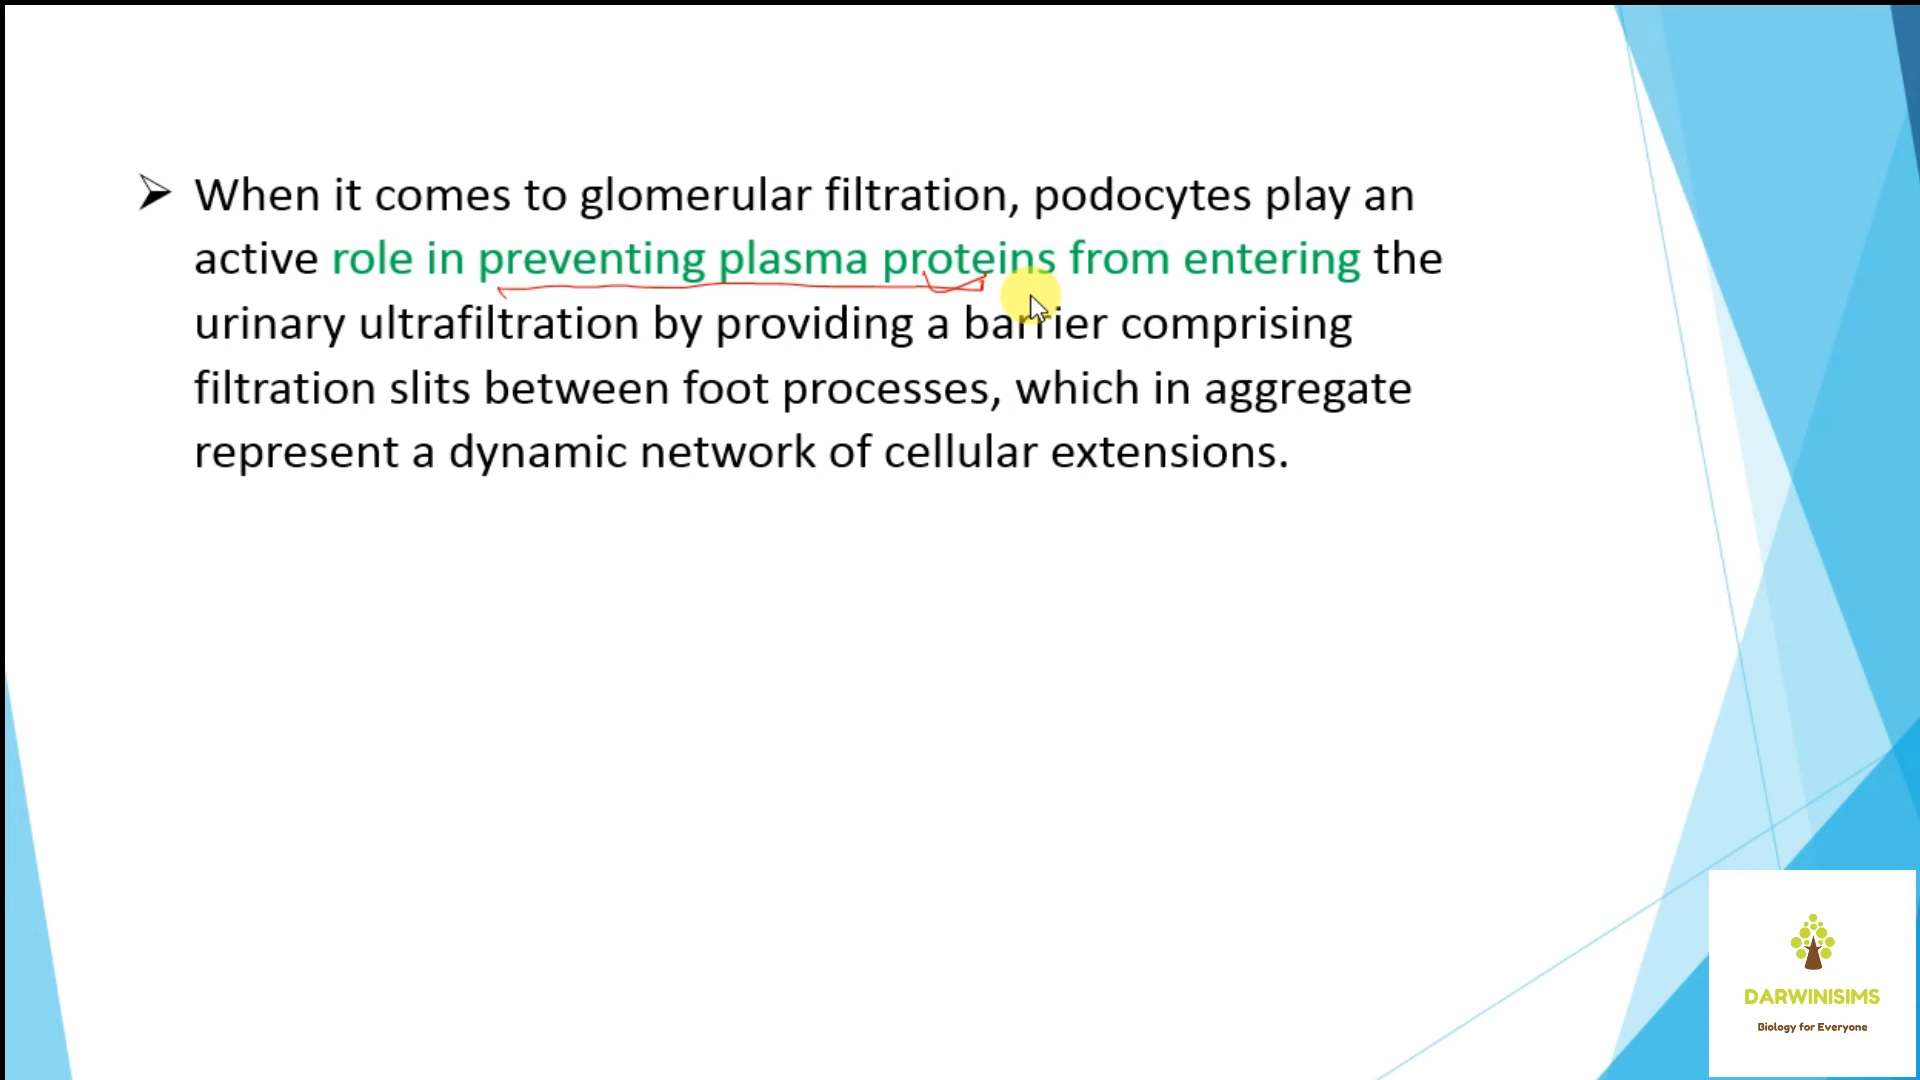 When it comes to glomerular filtration, podocytes play an
active role in preventing plasma proteins from entering the
urinary ultrafiltration by providing a barrier comprising
filtration slits between foot processes, which in aggregate
represent a dynamic network of cellular extensions.
DARWINISIMS
Biology for Everyone